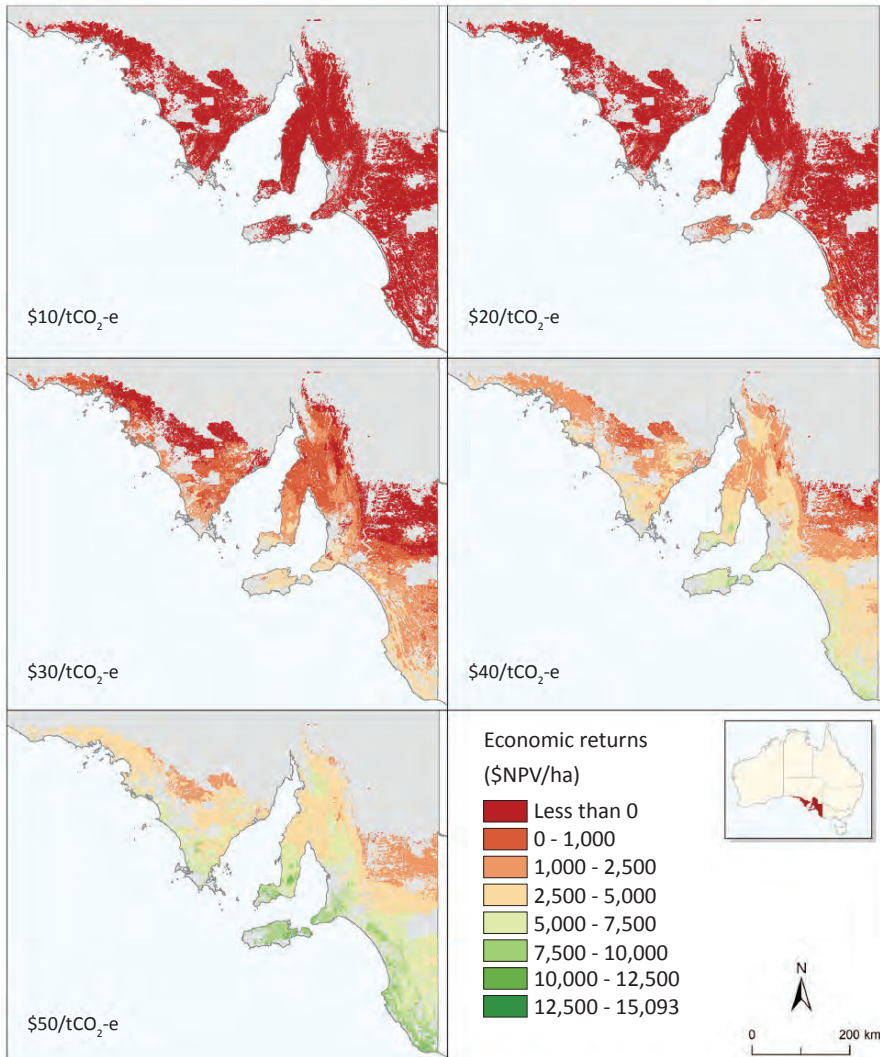 $10/tCO₂-e
$20/tCO₂-e
$30/tCO₂-e
$40/tCO₂-e
$50/tCO₂-e
Economic returns
($NPV/ha)
Less than 0
0 - 1,000
1,000 - 2,500
2,500 - 5,000
5,000 - 7,500
7,500 - 10,000
10,000 - 12,500
12,500 - 15,093
N
0 200 km